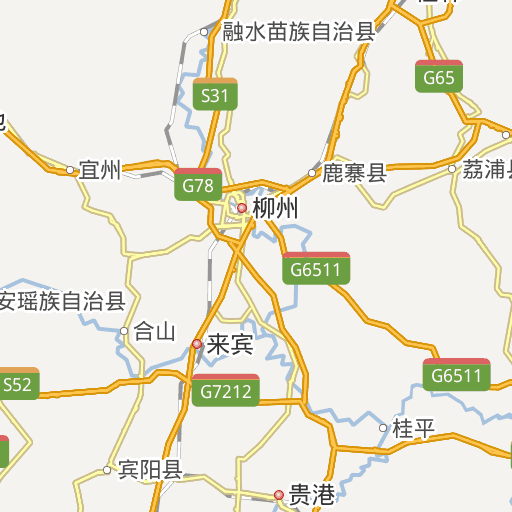 融水苗族自治县
S31
G65
宜州
G78
鹿寨县
荔浦县
柳州
G6511
安瑶族自治县
合山
来宾
S52
G7212
G6511
桂平
宾阳县
贵港